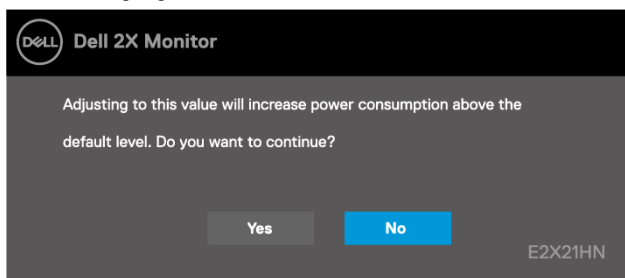 DELL Dell 2X Monitor
Adjusting to this value will increase power consumption above the
default level. Do you want to continue?
Yes No
E2X21HN